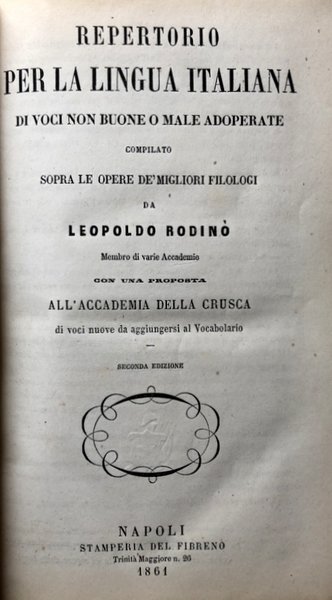 REPERTORIO
PER LA LINGUA ITALIANA
DI VOCI NON BUONE O MALE ADOPERATE
COMPILATO
SOPRA LE OPERE DE'MIGLIORI FILOLOGI
DA
LEOPOLDO RODINÒ
Membro di varie Accademie
CON UNA PROPOSTA
ALL'ACCADEMIA DELLA CRUSCA
di voci nuove da aggiungersi al Vocabolario
SECONDA EDIZIONE
NAPOLI
STAMPERIA DEL FIBRENO
Trinità Maggiore n. 26
1861